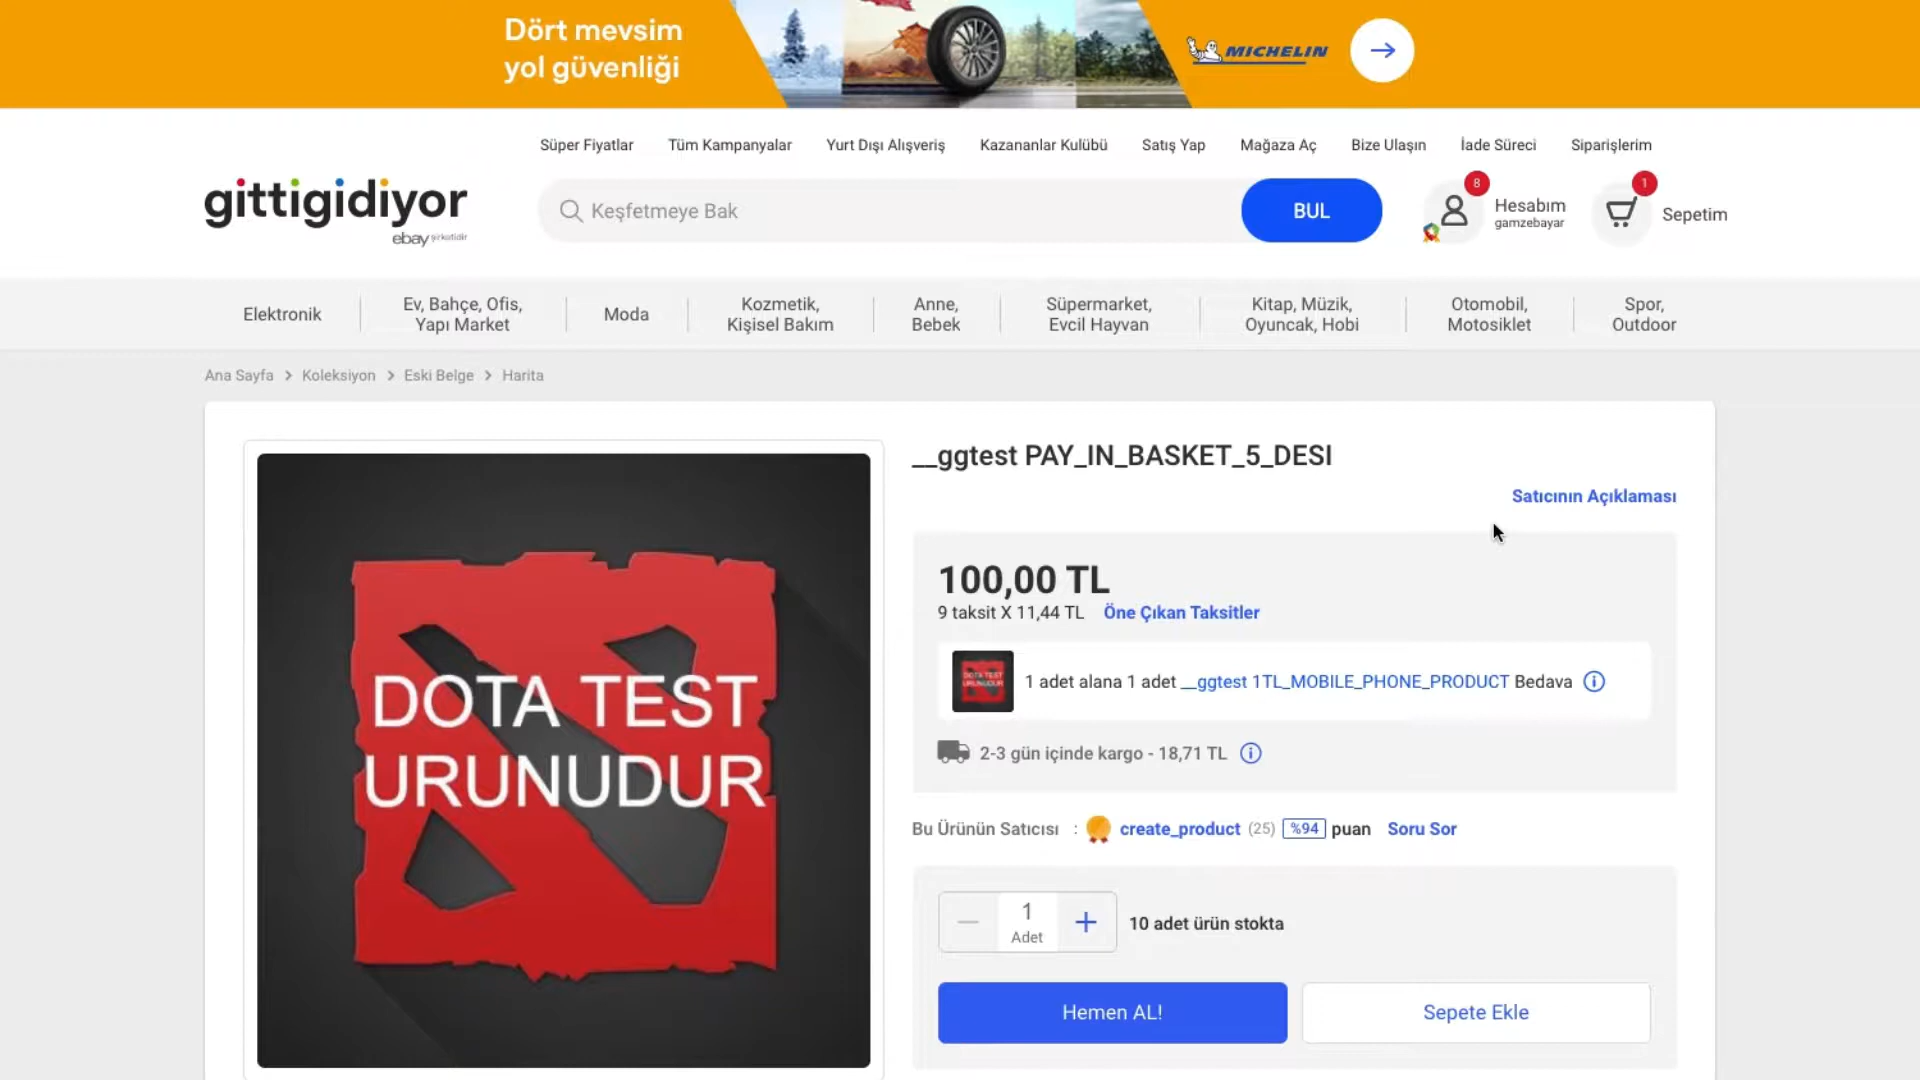 Dört mevsim
yol güvenliği
MICHELIN
Süper Fiyatlar
Tüm Kampanyalar
Yurt Dışı Alışveriş
Kazananlar Kulübü
Satış Yap
Mağaza Aç
Bize Ulaşın
İade Süreci
Siparişlerim
gittigidiyor
ebay şirketidir
Keşfetmeye Bak
BUL
8
Hesabım
gamzebayar
1
Sepetim
Elektronik
Ev, Bahçe, Ofis,
Yapı Market
Moda
Kozmetik,
Kişisel Bakım
Anne,
Bebek
Süpermarket,
Evcil Hayvan
Kitap, Müzik,
Oyuncak, Hobi
Otomobil,
Motosiklet
Spor,
Outdoor
Ana Sayfa > Koleksiyon > Eski Belge > Harita
DOTA TEST
URUNUDUR
__ggtest PAY_IN_BASKET_5_DESI
Satıcının Açıklaması
100,00 TL
9 taksit X 11,44 TL Öne Çıkan Taksitler
DOTA TEST
URUNUDUR
1 adet alana 1 adet __ggtest 1TL_MOBILE_PHONE_PRODUCT Bedava
2-3 gün içinde kargo - 18,71 TL
Bu Ürünün Satıcısı : create_product (25) %94 puan Soru Sor
1
Adet
10 adet ürün stokta
Hemen AL!
Sepete Ekle